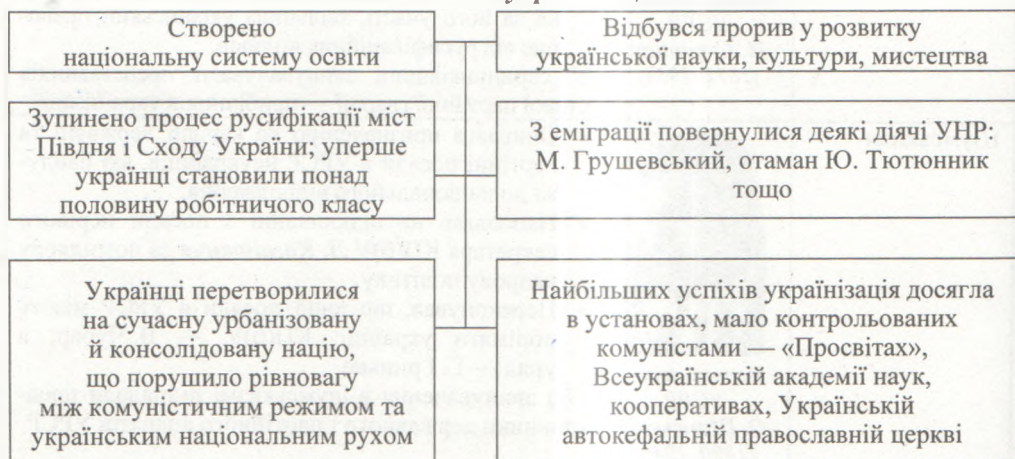 Створено
національну систему освіти
Відбувся прорив у розвитку
української науки, культури, мистецтва
Зупинено процес русифікації міст
Півдня і Сходу України; уперше
українці становили понад
половину робітничого класу
З еміграції повернулися деякі діячі УНР:
М. Грушевський, отаман Ю. Тютюнник
тощо
Українці перетворилися
на сучасну урбанізовану
й консолідовану націю,
що порушило рівновагу
між комуністичним режимом та
українським національним рухом
Найбільших успіхів українізація досягла
в установах, мало контрольованих
комуністами — «Просвітах»,
Всеукраїнській академії наук,
кооперативах, Українській
автокефальній православній церкві